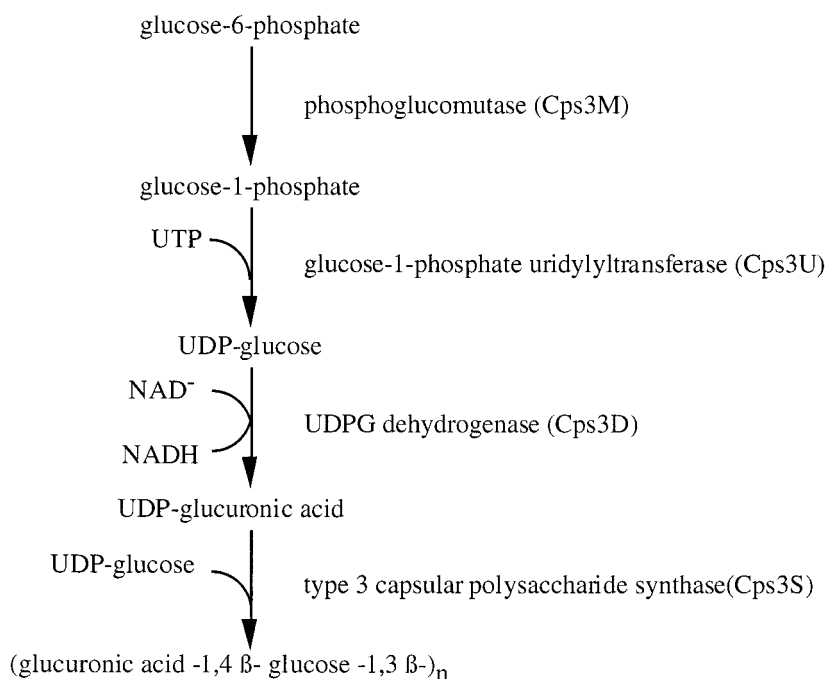 glucose-6-phosphate
phosphoglucomutase (Cps3M)
glucose-1-phosphate
UTP
glucose-1-phosphate uridylyltransferase (Cps3U)
UDP-glucose
NAD-
UDPG dehydrogenase (Cps3D)
NADH
UDP-glucuronic acid
UDP-glucose
type 3 capsular polysaccharide synthase(Cps3S)
(glucuronic acid -1,4 ß- glucose -1,3 ß-)n